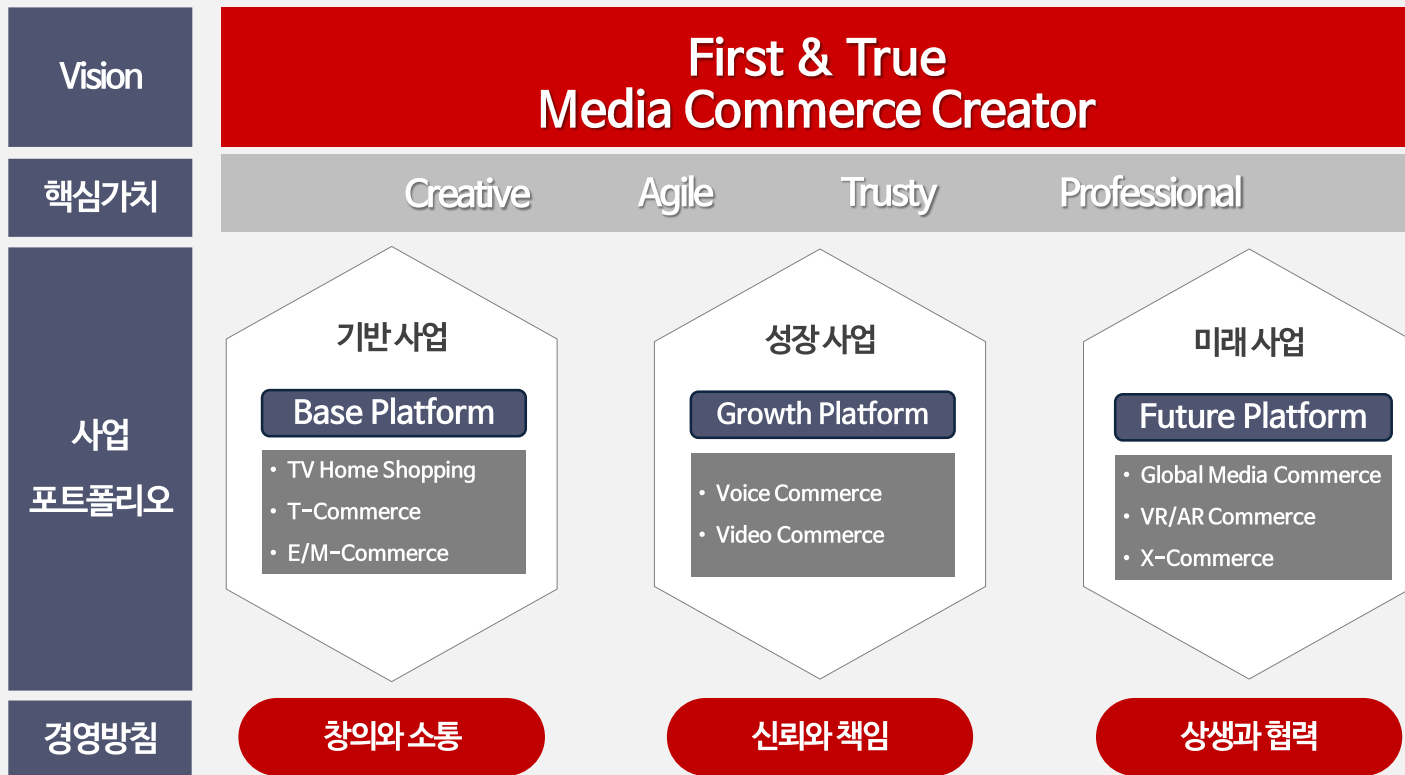 Vision
First & True
Media Commerce Creator
핵심가치
Creative
Agile
Trusty
Professional
사업
포트폴리오
기반 사업
Base Platform
• TV Home Shopping
• T-Commerce
• E/M-Commerce
성장 사업
Growth Platform
• Voice Commerce
• Video Commerce
미래 사업
Future Platform
• Global Media Commerce
• VR/AR Commerce
• X-Commerce
경영방침
창의와 소통
신뢰와 책임
상생과 협력